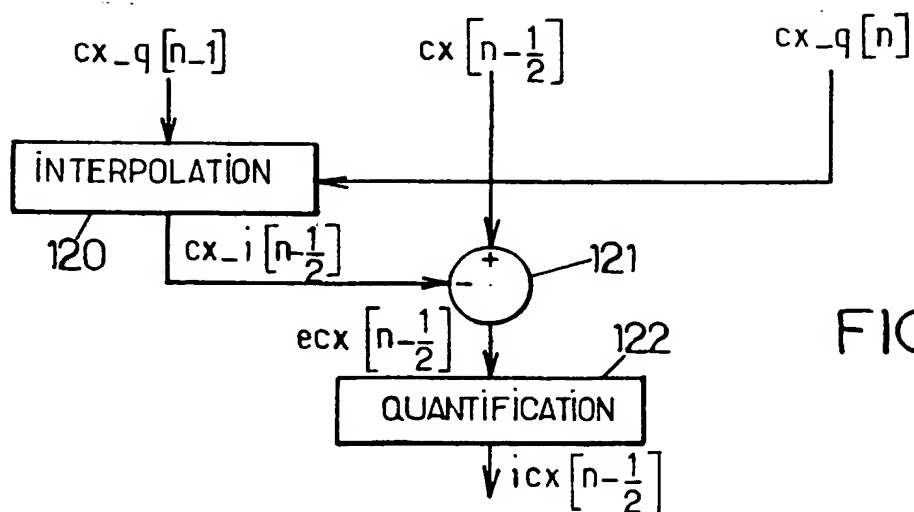 cx_q[n_1]
cx[n-1/2]
cx_q[n]
INTERPOLATION
120
cx_i[n-1/2]
+
-
121
ecx[n-1/2]
122
FIG
QUANTIFICATION
icx[n-1/2]